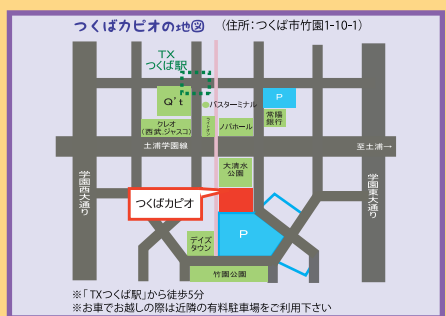 つくばカピオの地図 (住所：つくば市竹園1-10-1)
TX
つくば駅
Q't
バスターミナル
P
常陽
銀行
クレオ
(西武、ジャスコ)
ノバホール
土浦学園線
至土浦→
大清水
公園
学園西大通り
学園東大通り
つくばカピオ
P
デイズ
タウン
竹園公園
※「TXつくば駅」から徒歩5分
※お車でお越しの際は近隣の有料駐車場をご利用下さい